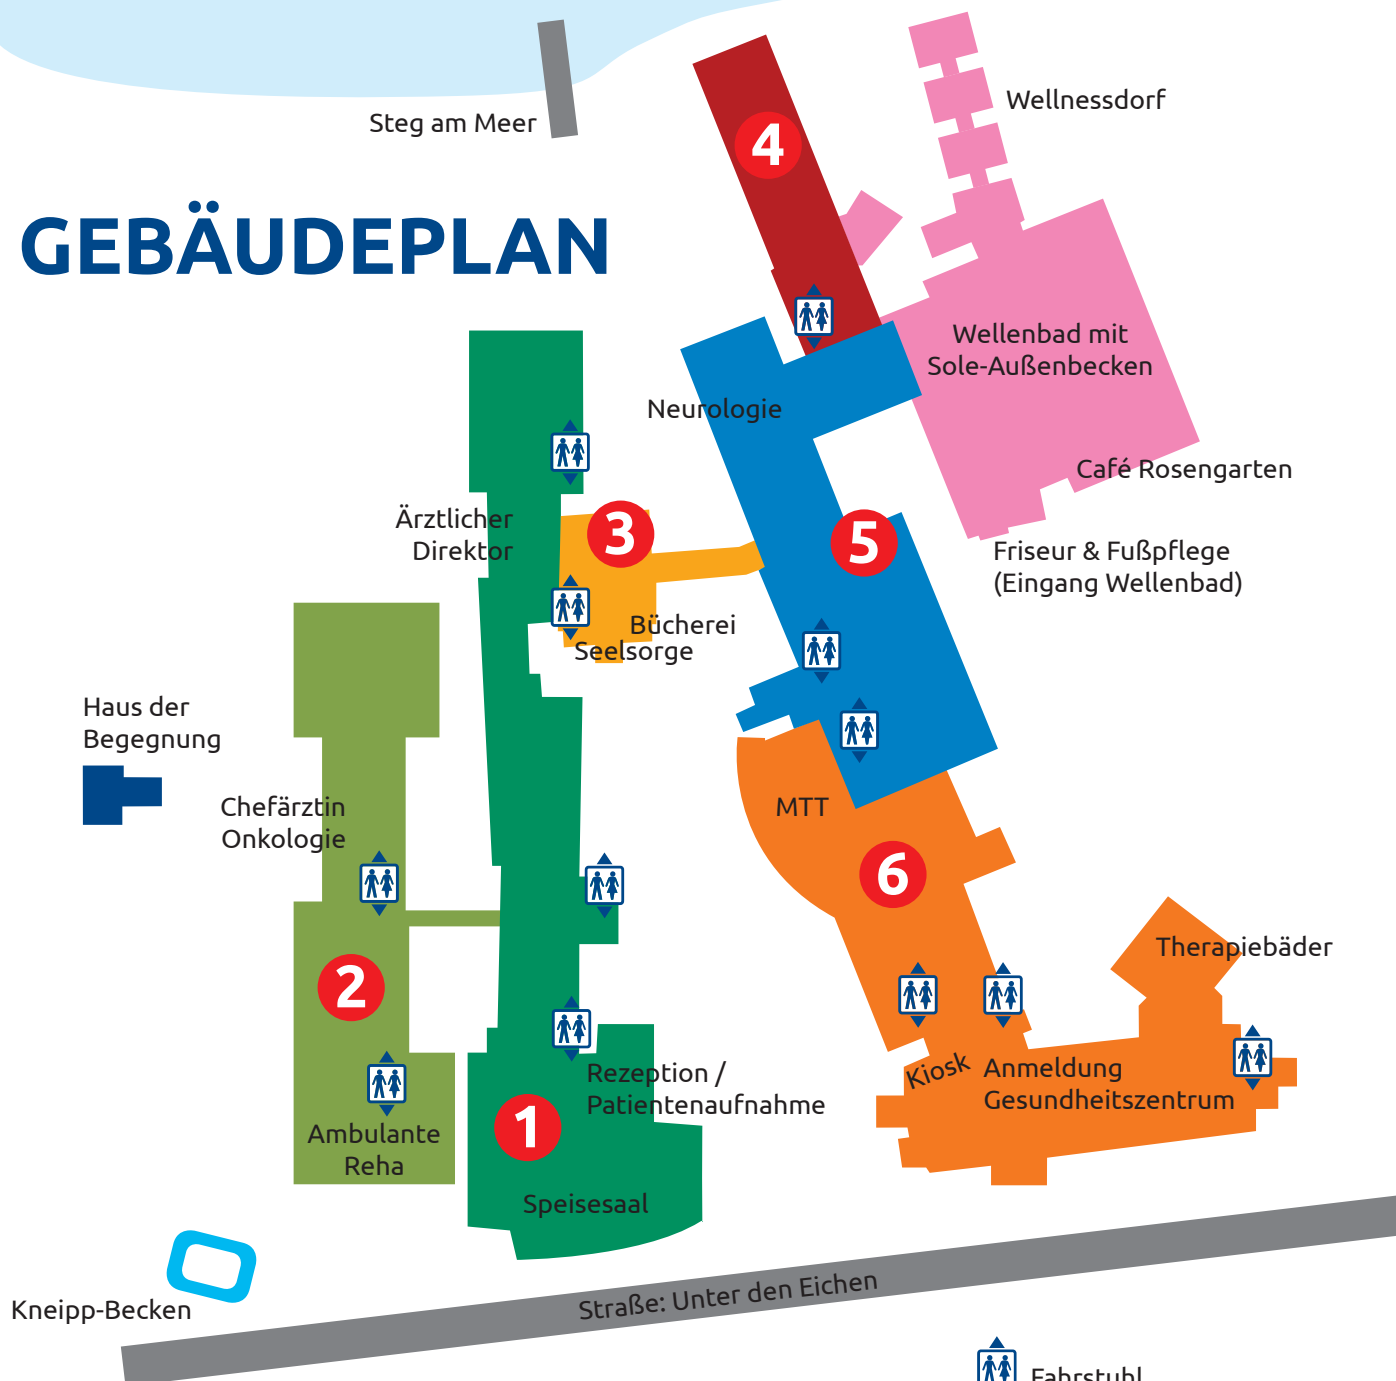 Steg am Meer
Wellnessdorf
4
GEBÄUDEPLAN
Wellenbad mit
Sole-Außenbecken
Neurologie
Café Rosengarten
Ärztlicher
Direktor
3
5
Friseur & Fußpflege
(Eingang Wellenbad)
Bücherei
Seelsorge
Haus der
Begegnung
Chefärztin
Onkologie
MTT
6
Therapiebäder
2
Kiosk
Anmeldung
Gesundheitszentrum
Rezeption /
Patientenaufnahme
1
Ambulante
Reha
Speisesaal
Kneipp-Becken
Straße: Unter den Eichen
Fahrstuhl